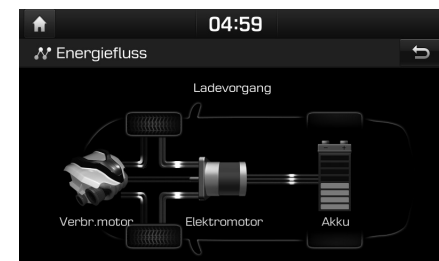 04:59
Energiefluss
Ladevorgang
Verbr.motor
Elektromotor
Akku